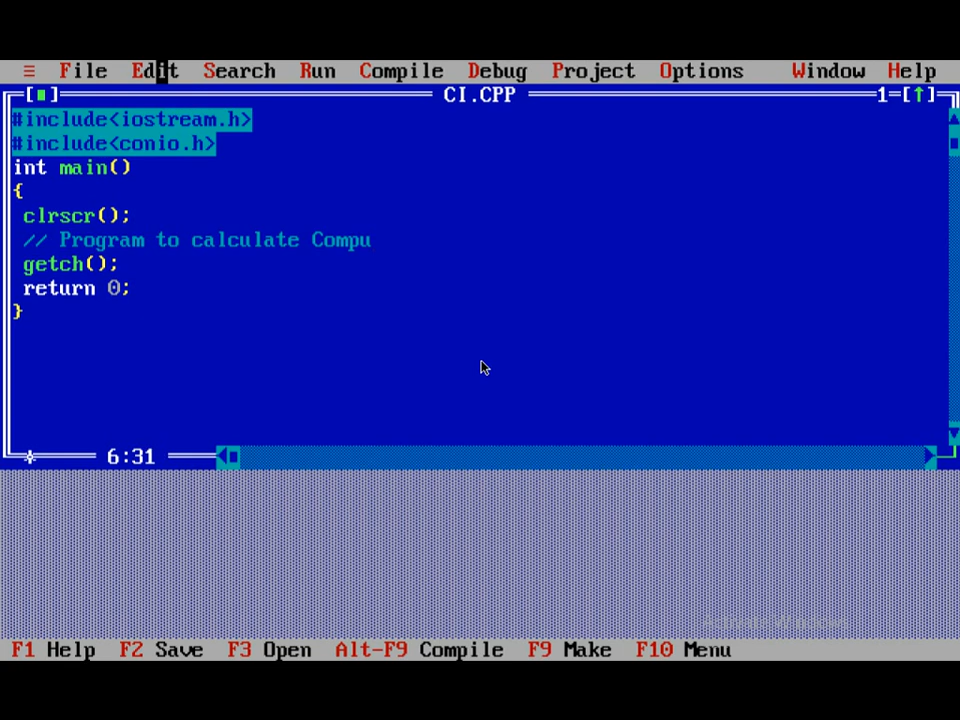 ≡ File Edit Search Run Compile Debug Project Options Window Help
[■] CI.CPP 1=[↑]
#include<iostream.h>
#include<conio.h>
int main()
{
clrscr();
// Program to calculate Compu
getch();
return 0;
}
6:31
Activate Windows
F1 Help F2 Save F3 Open Alt-F9 Compile F9 Make F10 Menu